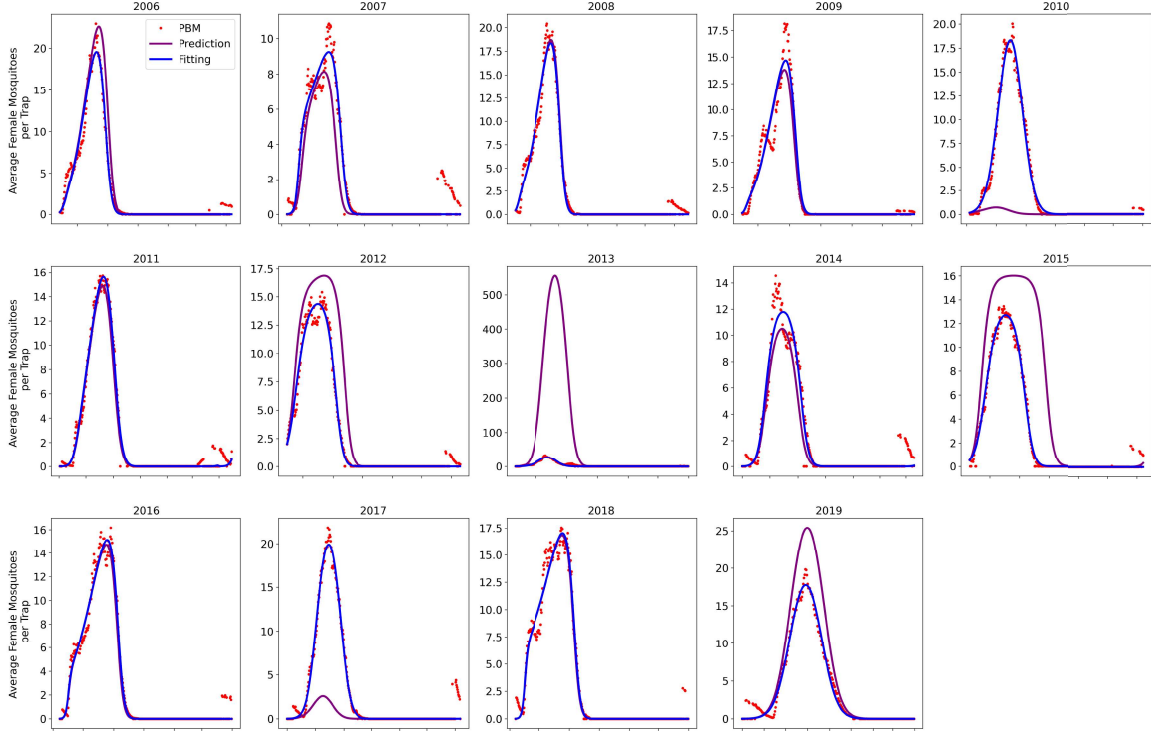 2006 2007 2008 2009 2010
PBM
Prediction
Fitting
Average Female Mosquitoes
per Trap
20 15 10 5 0
10 8 6 4 2 0
20.0 17.5 15.0 12.5 10.0 7.5 5.0 2.5 0.0
17.5 15.0 12.5 10.0 7.5 5.0 2.5 0.0
20.0 17.5 15.0 12.5 10.0 7.5 5.0 2.5 0.0
2011 2012 2013 2014 2015
Average Female Mosquitoes
per Trap
16 14 12 10 8 6 4 2 0
17.5 15.0 12.5 10.0 7.5 5.0 2.5 0.0
500 400 300 200 100 0
14 12 10 8 6 4 2 0
16 14 12 10 8 6 4 2 0
2016 2017 2018 2019
Average Female Mosquitoes
per Trap
16 14 12 10 8 6 4 2 0
20 15 10 5 0
17.5 15.0 12.5 10.0 7.5 5.0 2.5 0.0
25 20 15 10 5 0